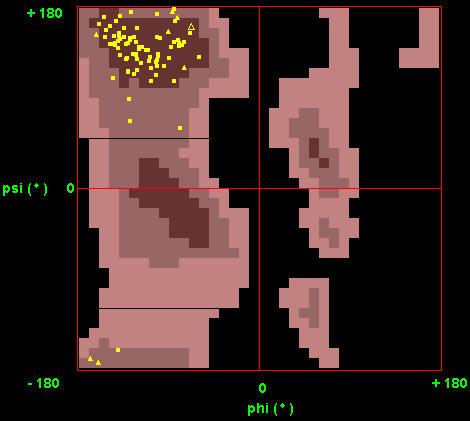 + 180
psi ( ° )
0
- 180
0
+ 180
phi ( ° )